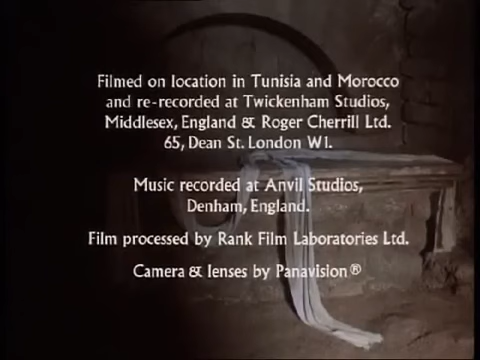 Filmed on location in Tunisia and Morocco
and re-recorded at Twickenham Studios,
Middlesex, England & Roger Cherrill Ltd.
65, Dean St. London W1.
Music recorded at Anvil Studios,
Denham, England.
Film processed by Rank Film Laboratories Ltd.
Camera & lenses by Panavision®